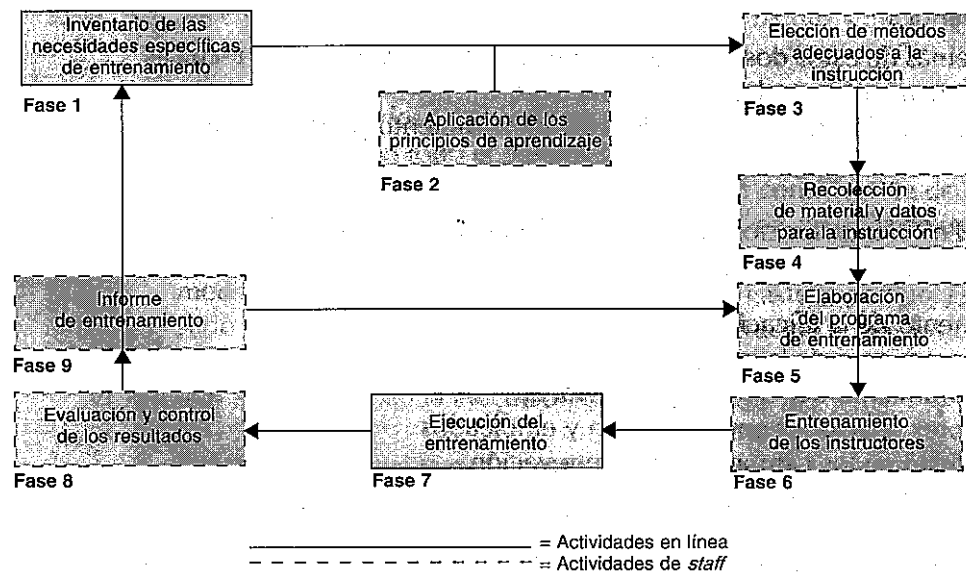 Inventario de las
necesidades específicas
de entrenamiento
Fase 1
Aplicación de los
principios de aprendizaje
Fase 2
Elección de métodos
adecuados a la
instrucción
Fase 3
Recolección
de material y datos
para la instrucción
Fase 4
Elaboración
del programa
de entrenamiento
Fase 5
Entrenamiento
de los instructores
Fase 6
Ejecución del
entrenamiento
Fase 7
Evaluación y control
de los resultados
Fase 8
Informe
de entrenamiento
Fase 9
= Actividades en línea
= Actividades de staff